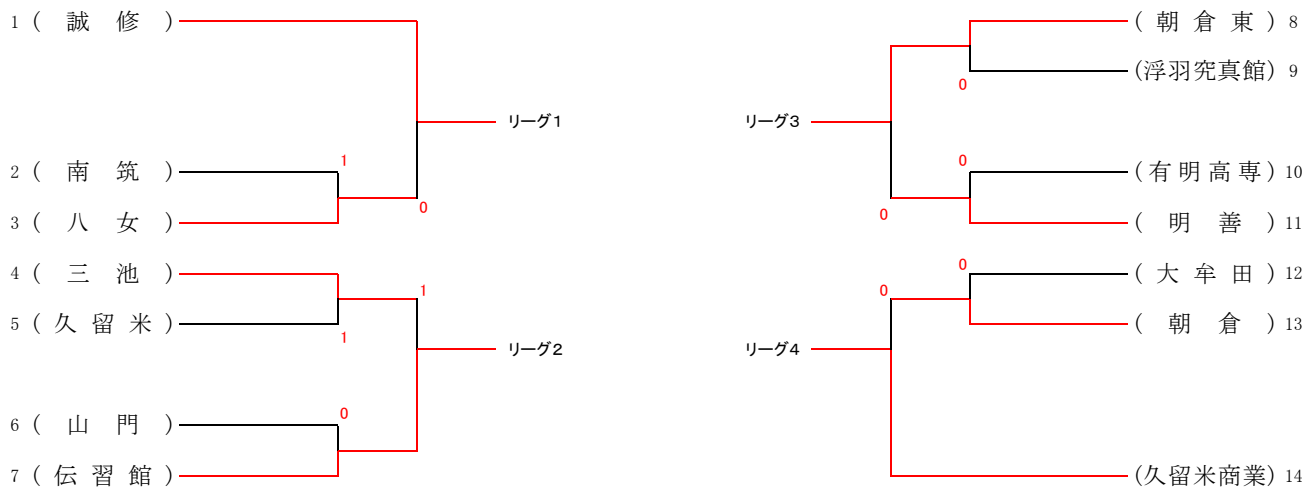 1 ( 誠 修 )
2 ( 南 筑 )
1
3 ( 八 女 )
0
リーグ1
4 ( 三 池 )
1
5 ( 久 留 米 )
1
リーグ2
6 ( 山 門 )
0
7 ( 伝 習 館 )
( 朝 倉 東 ) 8
(浮羽究真館) 9
0
リーグ3
0
(有明高専) 10
0
( 明 善 ) 11
0
( 大 牟 田 ) 12
0
( 朝 倉 ) 13
リーグ4
(久留米商業) 14